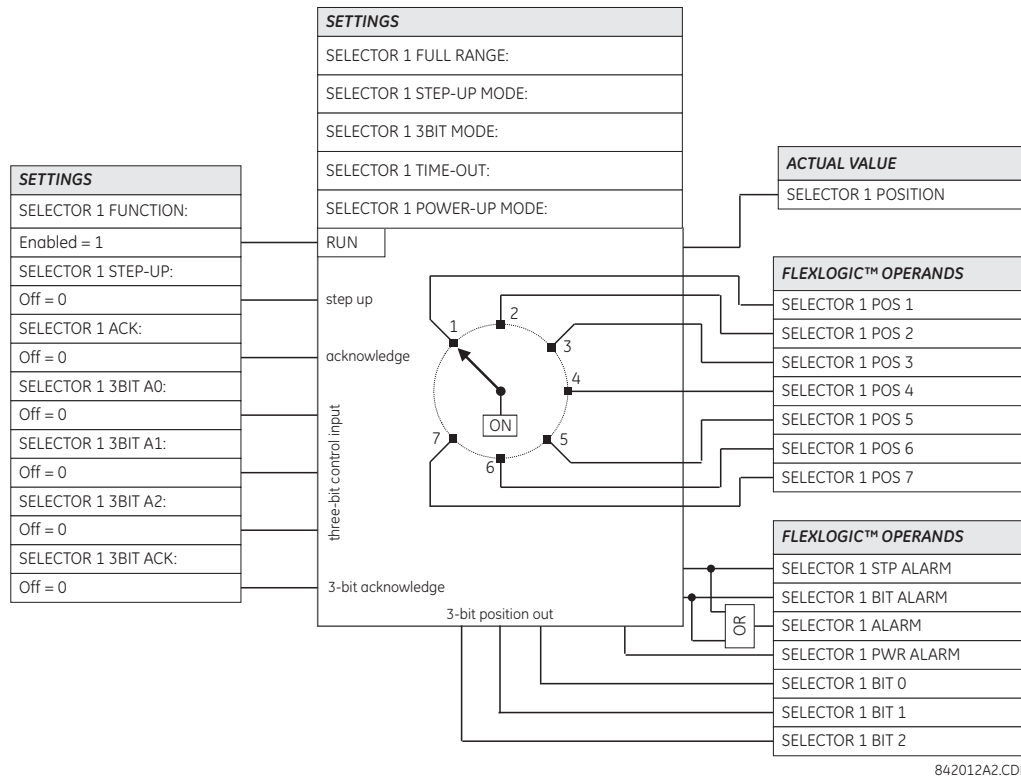 SETTINGS
SELECTOR 1 FULL RANGE:
SELECTOR 1 STEP-UP MODE:
SELECTOR 1 3BIT MODE:
SELECTOR 1 TIME-OUT:
SELECTOR 1 POWER-UP MODE:
SETTINGS
SELECTOR 1 FUNCTION:
Enabled = 1
SELECTOR 1 STEP-UP:
Off = 0
SELECTOR 1 ACK:
Off = 0
SELECTOR 1 3BIT A0:
Off = 0
SELECTOR 1 3BIT A1:
Off = 0
SELECTOR 1 3BIT A2:
Off = 0
SELECTOR 1 3BIT ACK:
Off = 0
RUN
step up
acknowledge
three-bit control input
3-bit acknowledge
3-bit position out
1
2
3
4
5
6
7
ON
ACTUAL VALUE
SELECTOR 1 POSITION
FLEXLOGIC™ OPERANDS
SELECTOR 1 POS 1
SELECTOR 1 POS 2
SELECTOR 1 POS 3
SELECTOR 1 POS 4
SELECTOR 1 POS 5
SELECTOR 1 POS 6
SELECTOR 1 POS 7
FLEXLOGIC™ OPERANDS
SELECTOR 1 STP ALARM
SELECTOR 1 BIT ALARM
OR
SELECTOR 1 ALARM
SELECTOR 1 PWR ALARM
SELECTOR 1 BIT 0
SELECTOR 1 BIT 1
SELECTOR 1 BIT 2
842012A2.CD